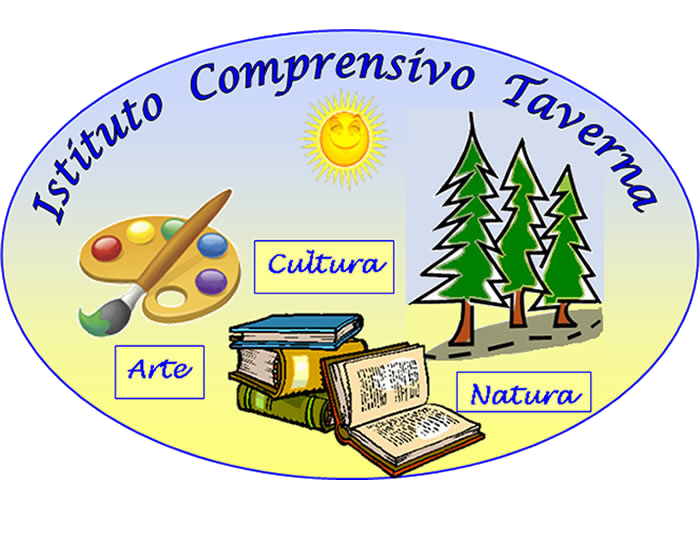 Istituto Comprensivo Taverna
Cultura
Arte
Natura